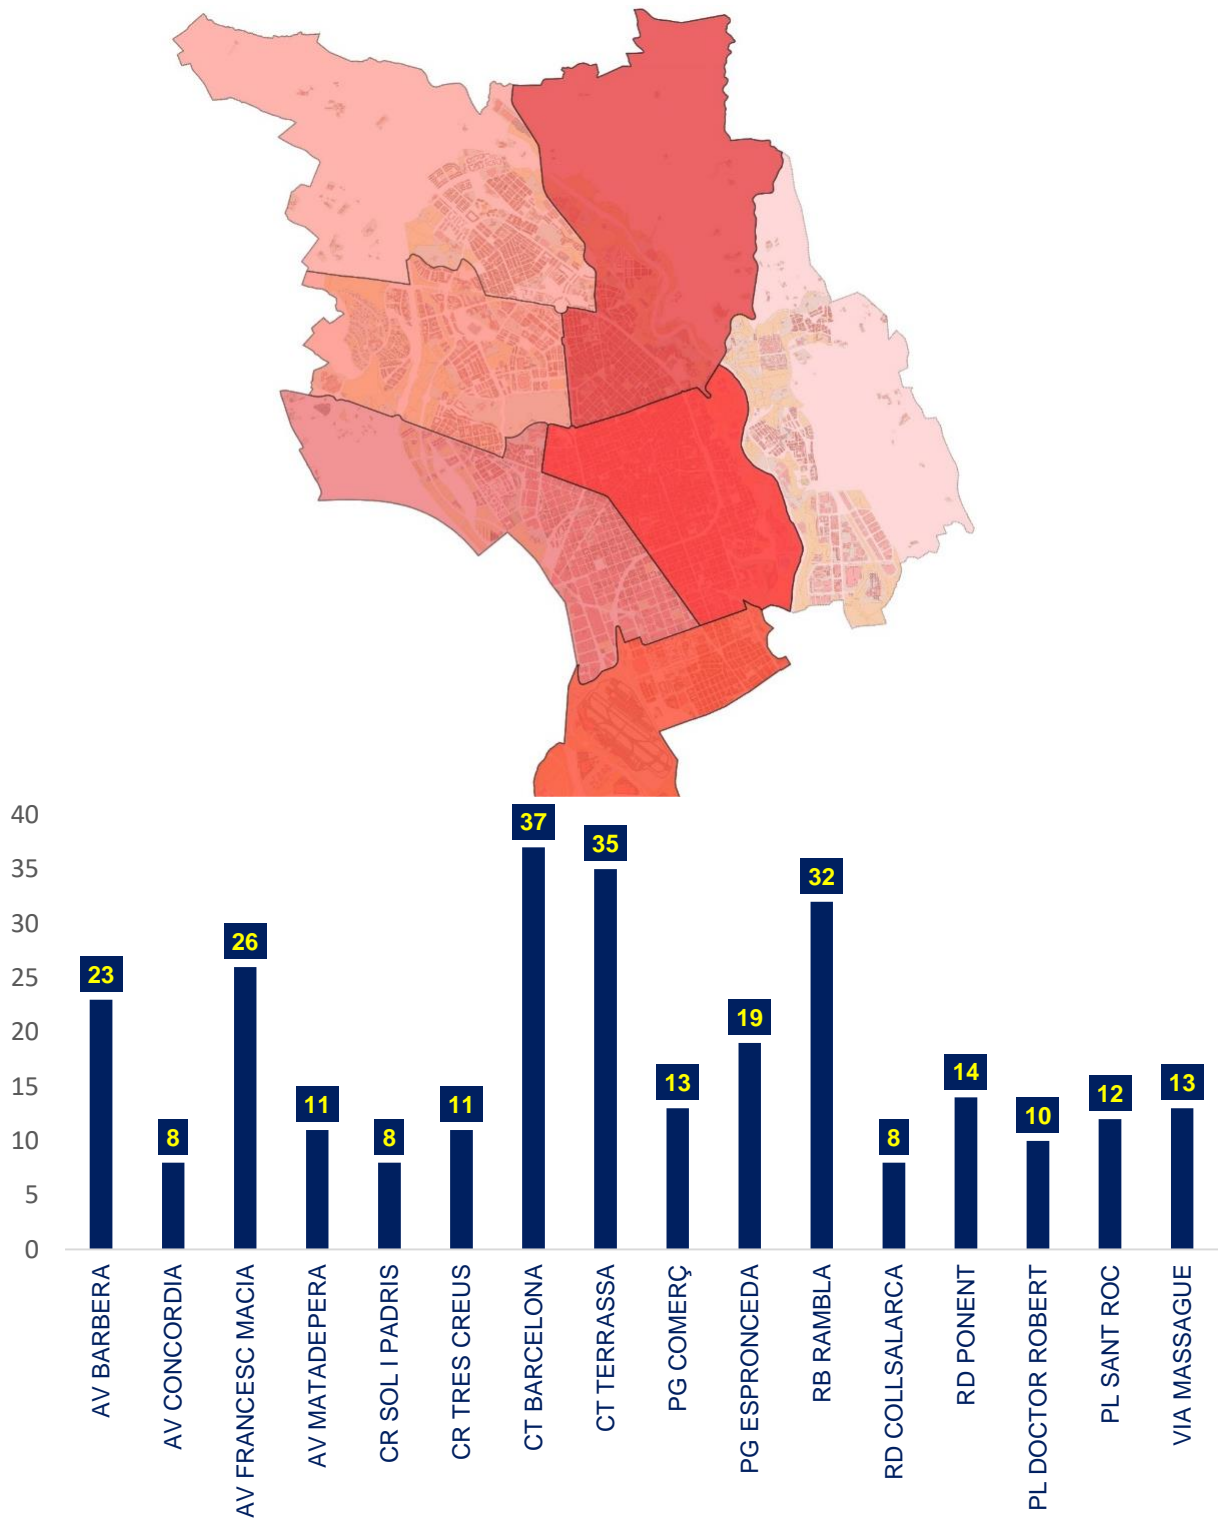 40
35
30
25
20
15
10
5
0
23
8
26
11
8
11
37
35
13
19
32
8
14
10
12
13
AV BARBERA
AV CONCORDIA
AV FRANCESC MACIA
AV MATADEPERA
CR SOL I PADRIS
CR TRES CREUS
CT BARCELONA
CT TERRASSA
PG COMERÇ
PG ESPRONCEDA
RB RAMBLA
RD COLLSALARCA
RD PONENT
PL DOCTOR ROBERT
PL SANT ROC
VIA MASSAGUE